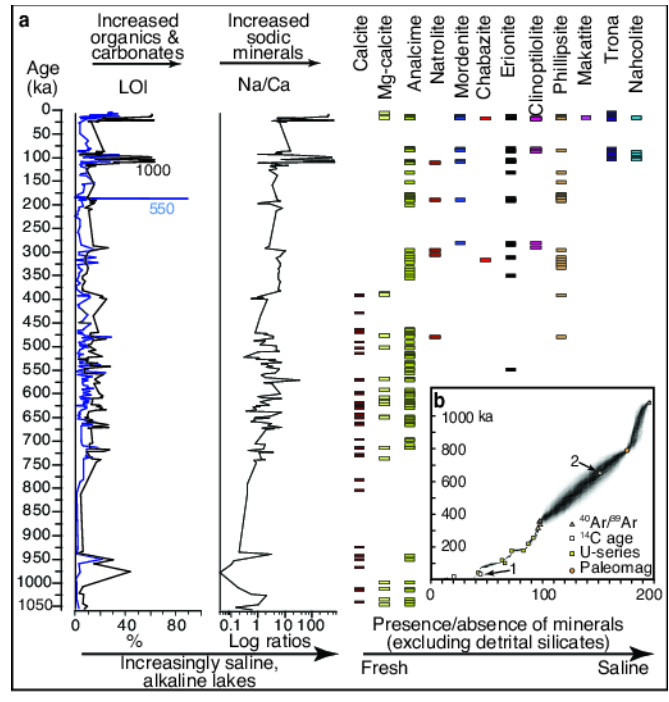 a
Increased
organics &
carbonates
Increased
sodic
minerals
Age
(ka)
LOI
Na/Ca
Calcite
Mg-calcite
Analcime
Natrolite
Mordenite
Chabazite
Erionite
Clinoptilolite
Phillipsite
Makatite
Trona
Nahcolite
0
50
100
150
200
250
300
350
400
450
500
550
600
650
700
750
800
850
900
950
1000
1050
1000
550
0
40
80
%
0.1
1
10
100
Log ratios
Increasingly saline,
alkaline lakes
b
1000 ka
800
600
400
200
0
0
100
200
2
1
⁴⁰Ar/³⁹Ar
¹⁴C age
U-series
Paleomag
Presence/absence of minerals
(excluding detrital silicates)
Fresh
Saline